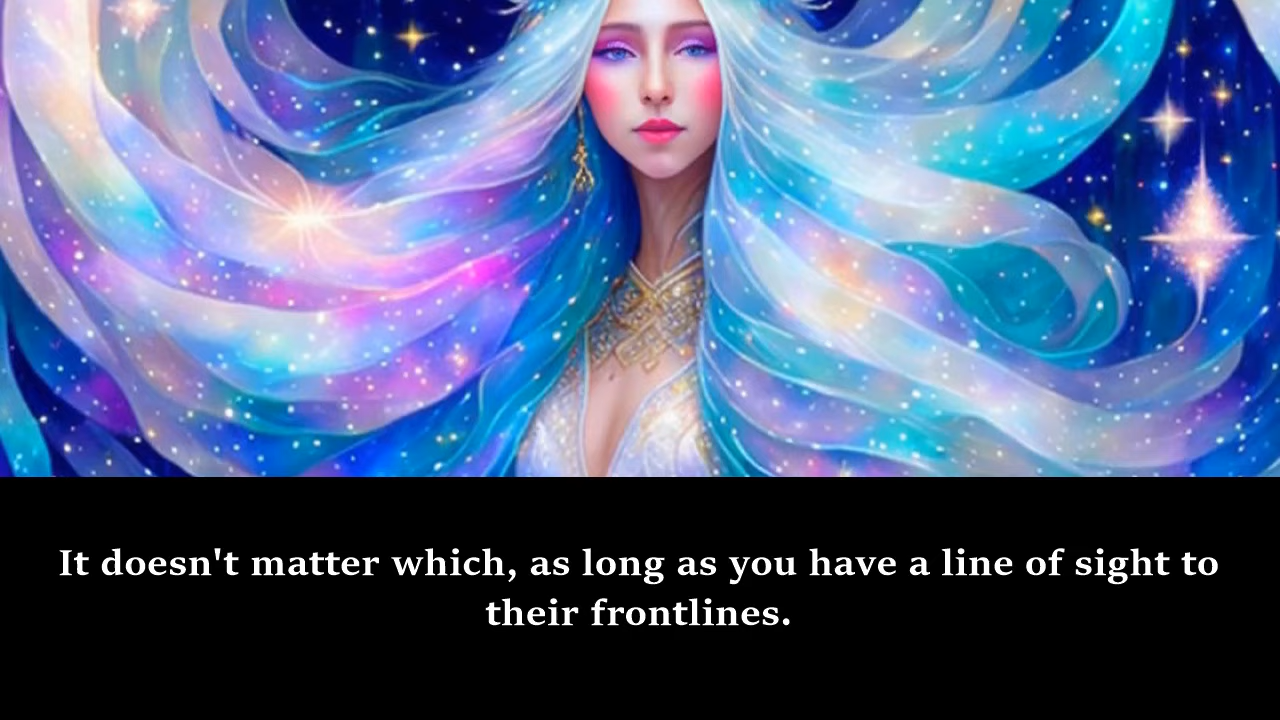 It doesn't matter which, as long as you have a line of sight to
their frontlines.